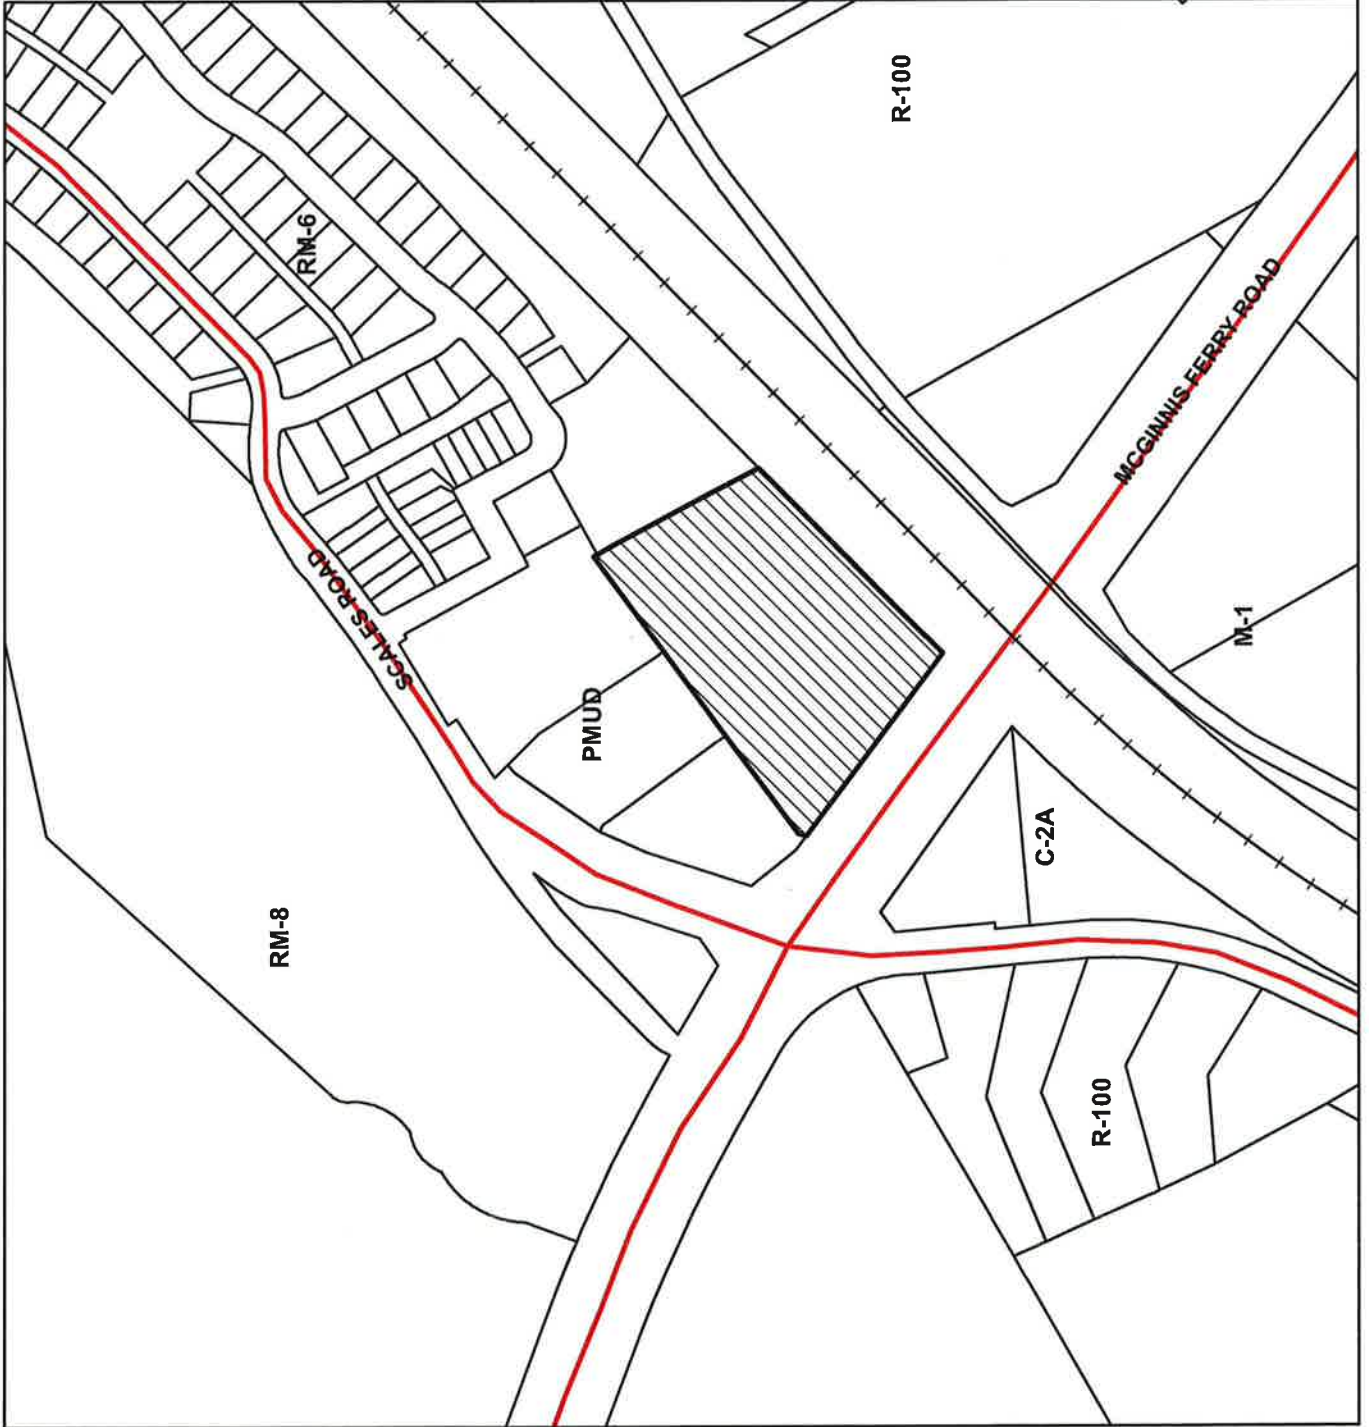 R-100
RM-6
MCGINNIS FERRY ROAD
SCALES ROAD
M-1
PMUD
C-2A
RM-8
R-100